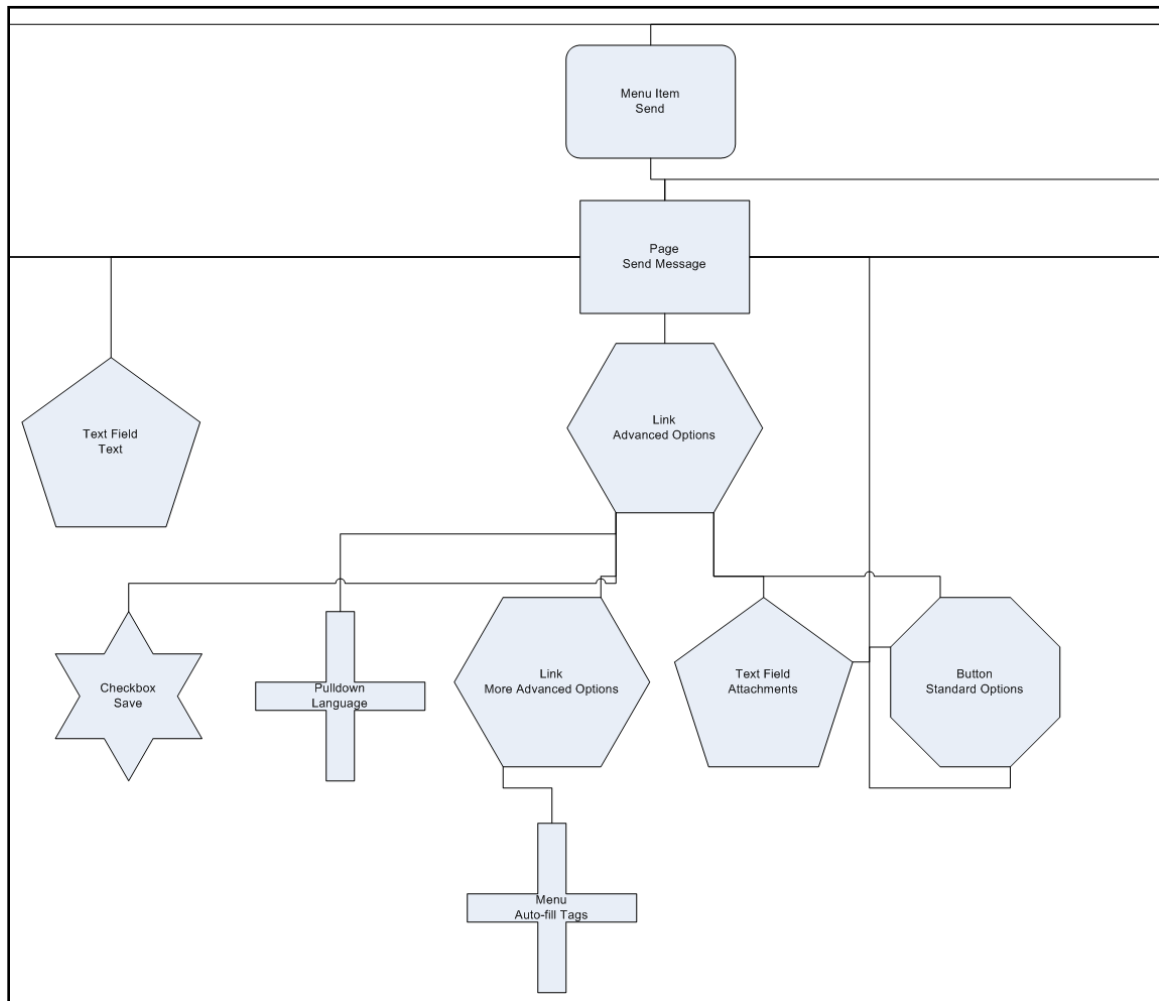 Menu Item
Send
Page
Send Message
Link
Advanced Options
Text Field
Text
Checkbox
Save
Pulldown
Language
Link
More Advanced Options
Text Field
Attachments
Button
Standard Options
Menu
Auto-fill Tags